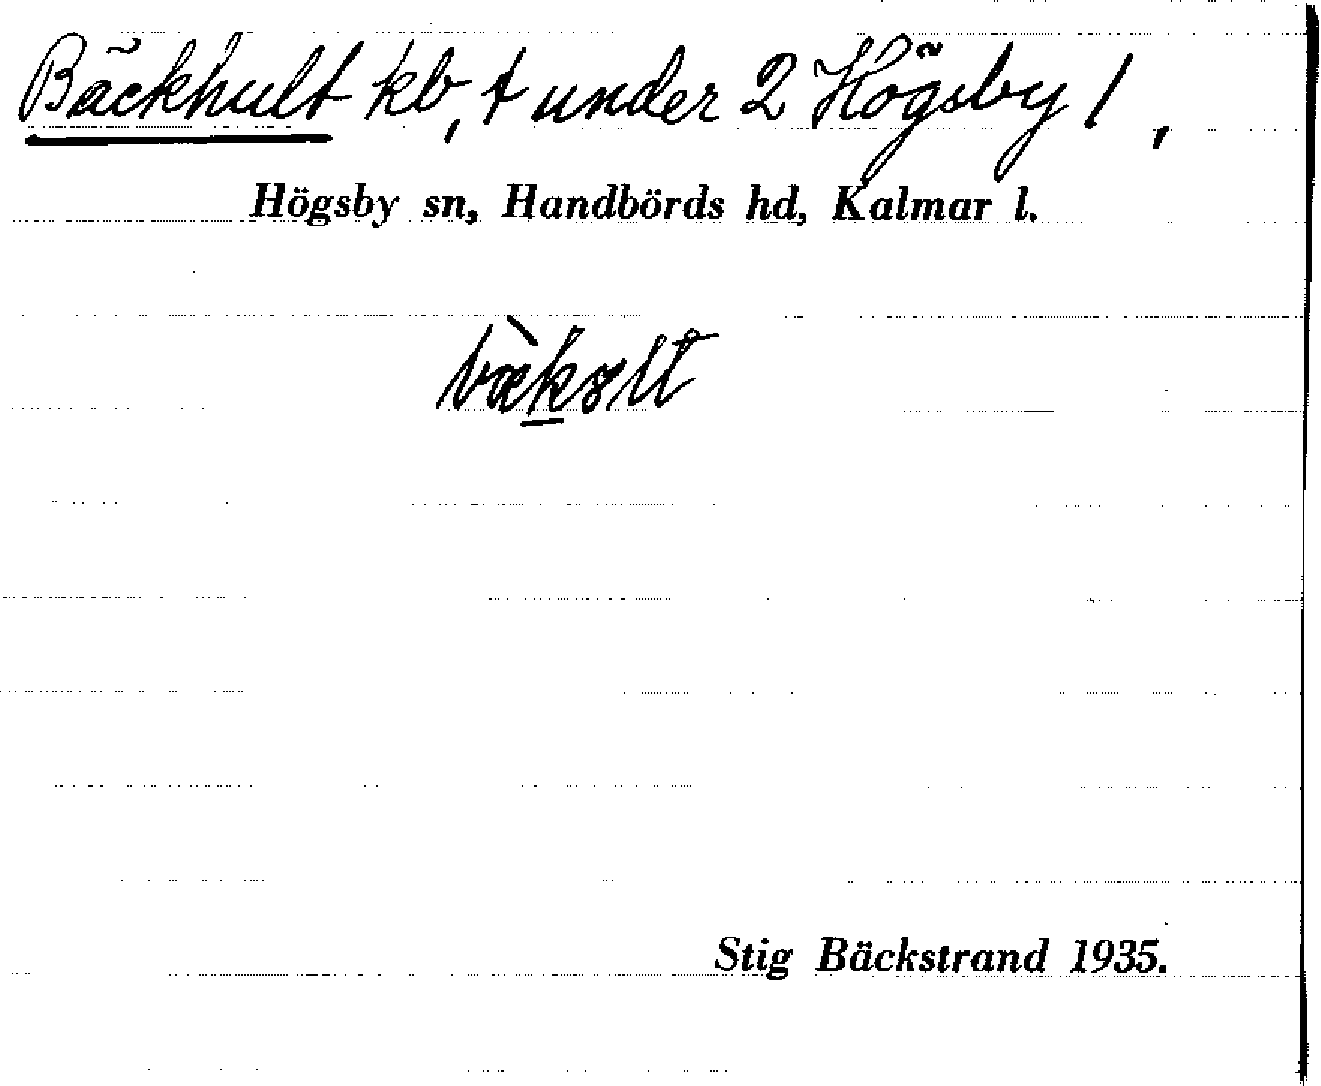 Bäckhult kb, t under 2 Högsby 1,
Högsby sn, Handbörds hd, Kalmar l.
Stig Bäckstrand 1935.